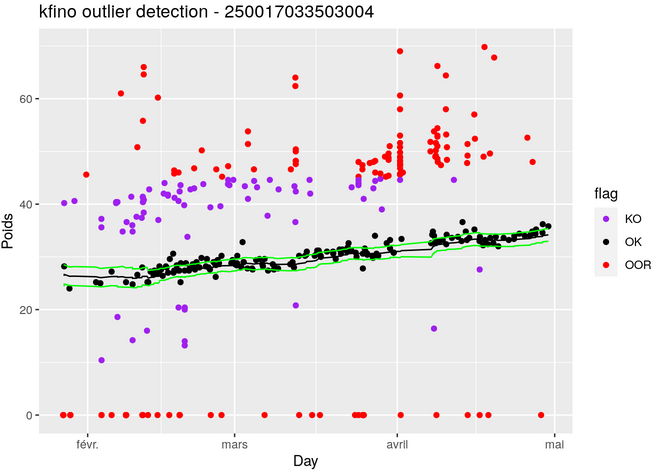 kfino outlier detection - 250017033503004
Poids
60
40
20
0
févr.
mars
avril
mai
Day
flag
KO
OK
OOR